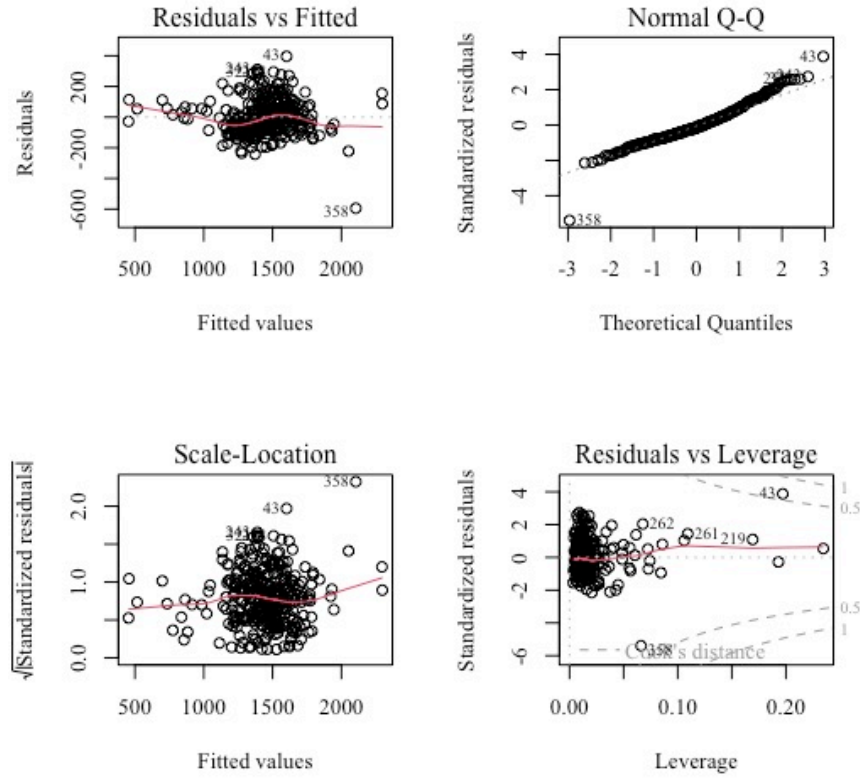 Residuals vs Fitted
Residuals
200
-200
-600
43
343
358
500 1000 1500 2000
Fitted values
Normal Q-Q
Standardized residuals
4
2
0
-4
43
358
-3 -2 -1 0 1 2 3
Theoretical Quantiles
Scale-Location
√|Standardized residuals|
2.0
1.0
0.0
358
43
343
500 1000 1500 2000
Fitted values
Residuals vs Leverage
Standardized residuals
4
2
0
-2
-6
43
262
261
219
358
1
0.5
0.5
1
Cook's distance
0.00 0.10 0.20
Leverage